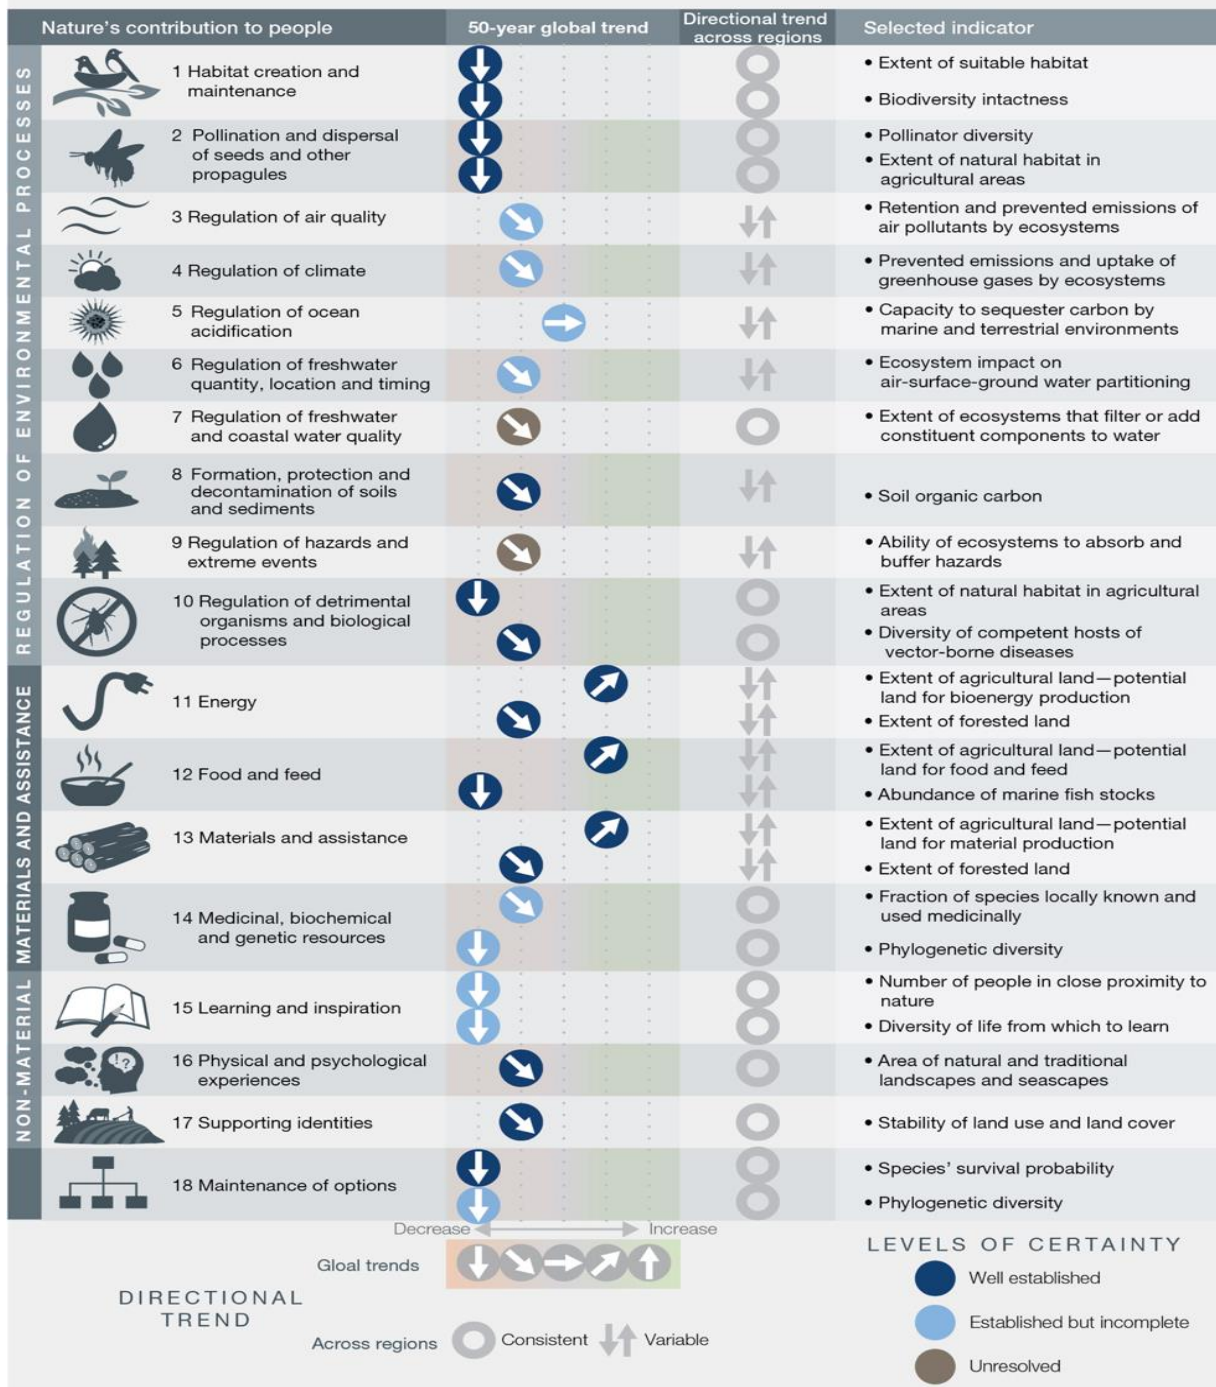 Nature's contribution to people
50-year global trend
Directional trend
across regions
Selected indicator
REGULATION OF ENVIRONMENTAL PROCESSES
1 Habitat creation and
maintenance
• Extent of suitable habitat
• Biodiversity intactness
2 Pollination and dispersal
of seeds and other
propagules
• Pollinator diversity
• Extent of natural habitat in
agricultural areas
3 Regulation of air quality
• Retention and prevented emissions of
air pollutants by ecosystems
4 Regulation of climate
• Prevented emissions and uptake of
greenhouse gases by ecosystems
5 Regulation of ocean
acidification
• Capacity to sequester carbon by
marine and terrestrial environments
6 Regulation of freshwater
quantity, location and timing
• Ecosystem impact on
air-surface-ground water partitioning
7 Regulation of freshwater
and coastal water quality
• Extent of ecosystems that filter or add
constituent components to water
8 Formation, protection and
decontamination of soils
and sediments
• Soil organic carbon
9 Regulation of hazards and
extreme events
• Ability of ecosystems to absorb and
buffer hazards
10 Regulation of detrimental
organisms and biological
processes
• Extent of natural habitat in agricultural
areas
• Diversity of competent hosts of
vector-borne diseases
MATERIALS AND ASSISTANCE
11 Energy
• Extent of agricultural land—potential
land for bioenergy production
• Extent of forested land
12 Food and feed
• Extent of agricultural land—potential
land for food and feed
• Abundance of marine fish stocks
13 Materials and assistance
• Extent of agricultural land—potential
land for material production
• Extent of forested land
14 Medicinal, biochemical
and genetic resources
• Fraction of species locally known and
used medicinally
• Phylogenetic diversity
NON-MATERIAL
15 Learning and inspiration
• Number of people in close proximity to
nature
• Diversity of life from which to learn
16 Physical and psychological
experiences
!?
• Area of natural and traditional
landscapes and seascapes
17 Supporting identities
• Stability of land use and land cover
18 Maintenance of options
• Species' survival probability
• Phylogenetic diversity
Decrease
Increase
Gloal trends
DIRECTIONAL
TREND
Across regions
Consistent
Variable
LEVELS OF CERTAINTY
Well established
Established but incomplete
Unresolved